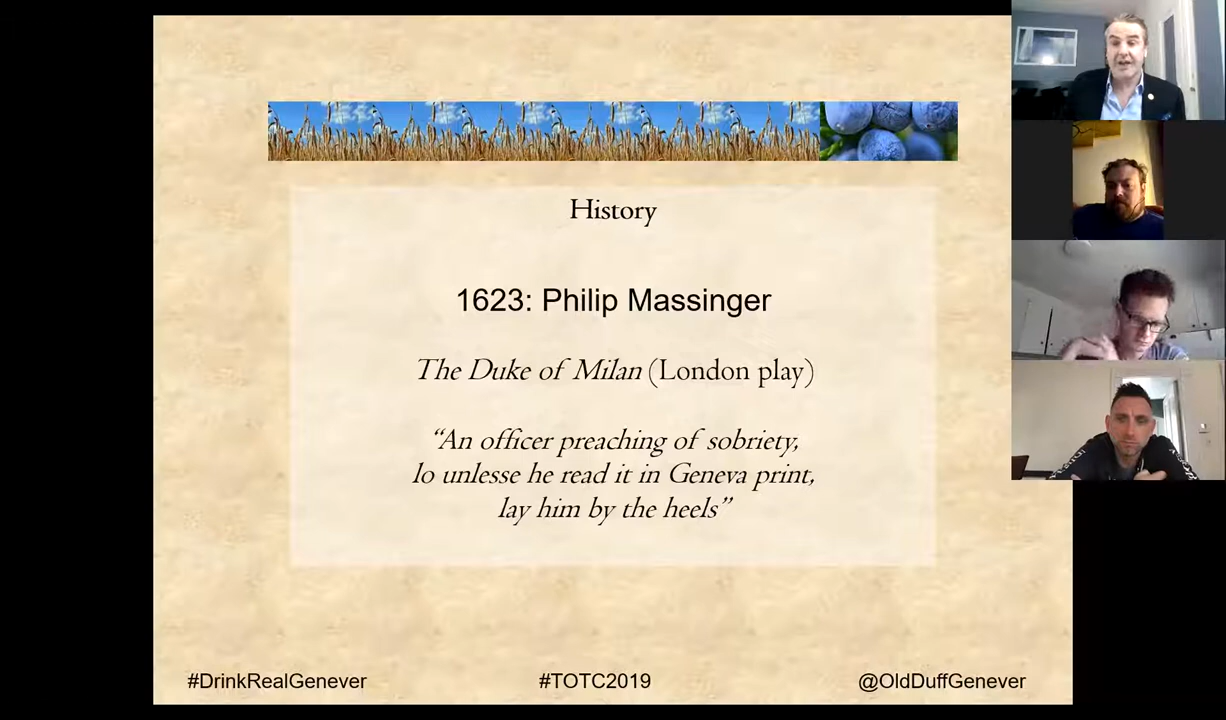 History
1623: Philip Massinger
The Duke of Milan (London play)
“An officer preaching of sobriety,
lo unlesse he read it in Geneva print,
lay him by the heels”
#DrinkRealGenever
#TOTC2019
@OldDuffGenever